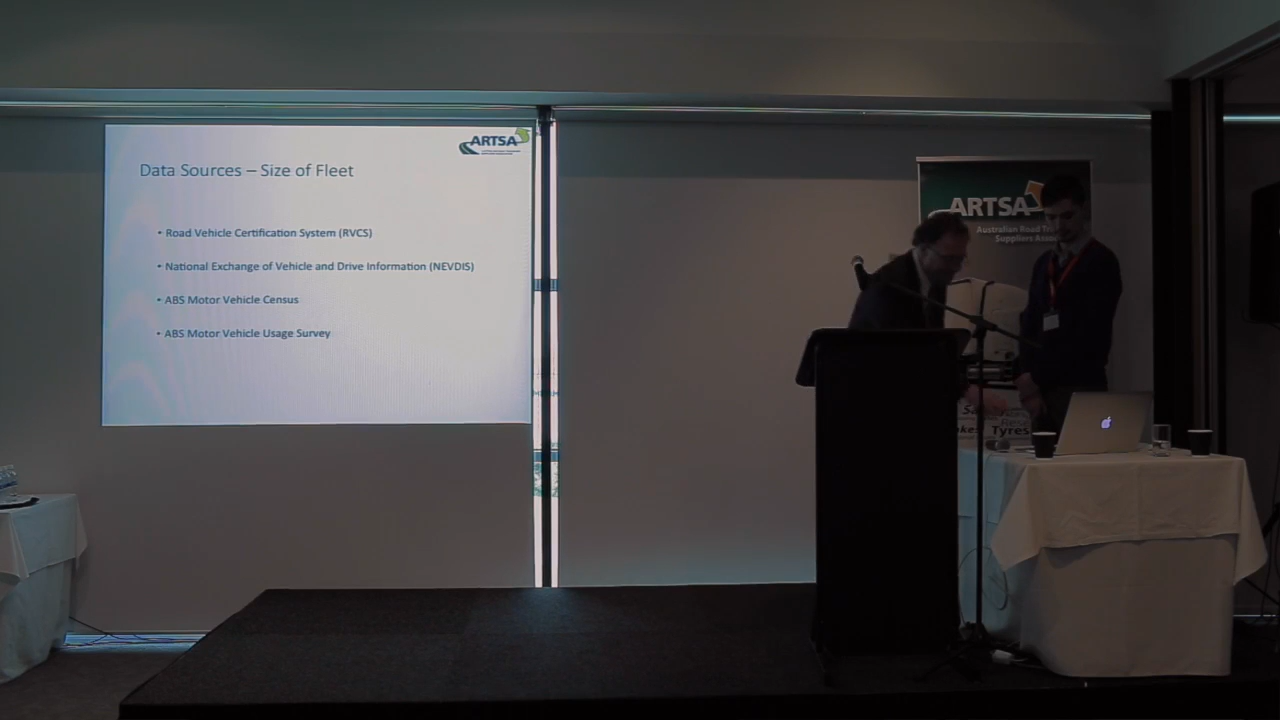 ARTSA
Data Sources – Size of Fleet
• Road Vehicle Certification System (RVCS)
• National Exchange of Vehicle and Drive Information (NEVDIS)
• ABS Motor Vehicle Census
• ABS Motor Vehicle Usage Survey
ARTSA
Australian Road
Suppliers
Tyres